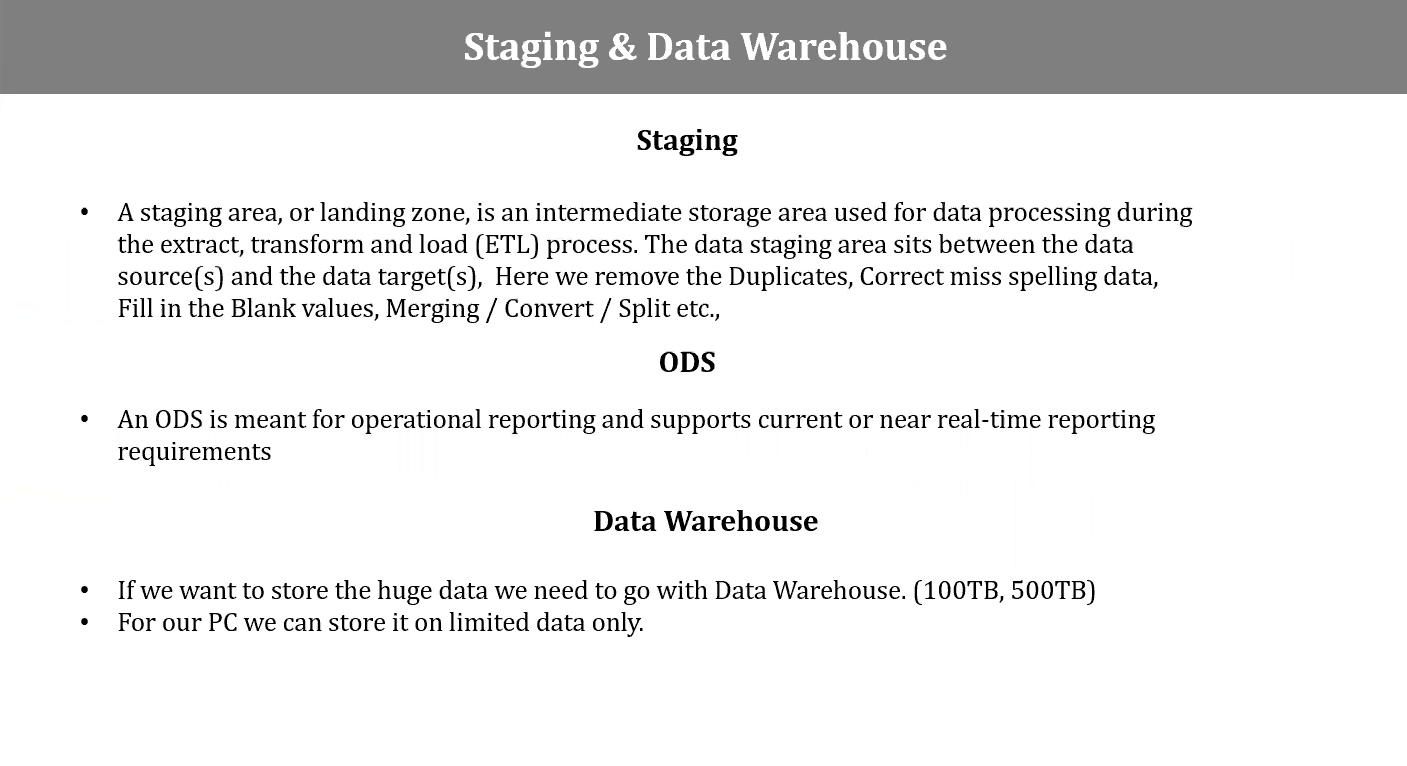 Staging & Data Warehouse
Staging
• A staging area, or landing zone, is an intermediate storage area used for data processing during
the extract, transform and load (ETL) process. The data staging area sits between the data
source(s) and the data target(s),  Here we remove the Duplicates, Correct miss spelling data,
Fill in the Blank values, Merging / Convert / Split etc.,
ODS
• An ODS is meant for operational reporting and supports current or near real-time reporting
requirements
Data Warehouse
• If we want to store the huge data we need to go with Data Warehouse. (100TB, 500TB)
• For our PC we can store it on limited data only.